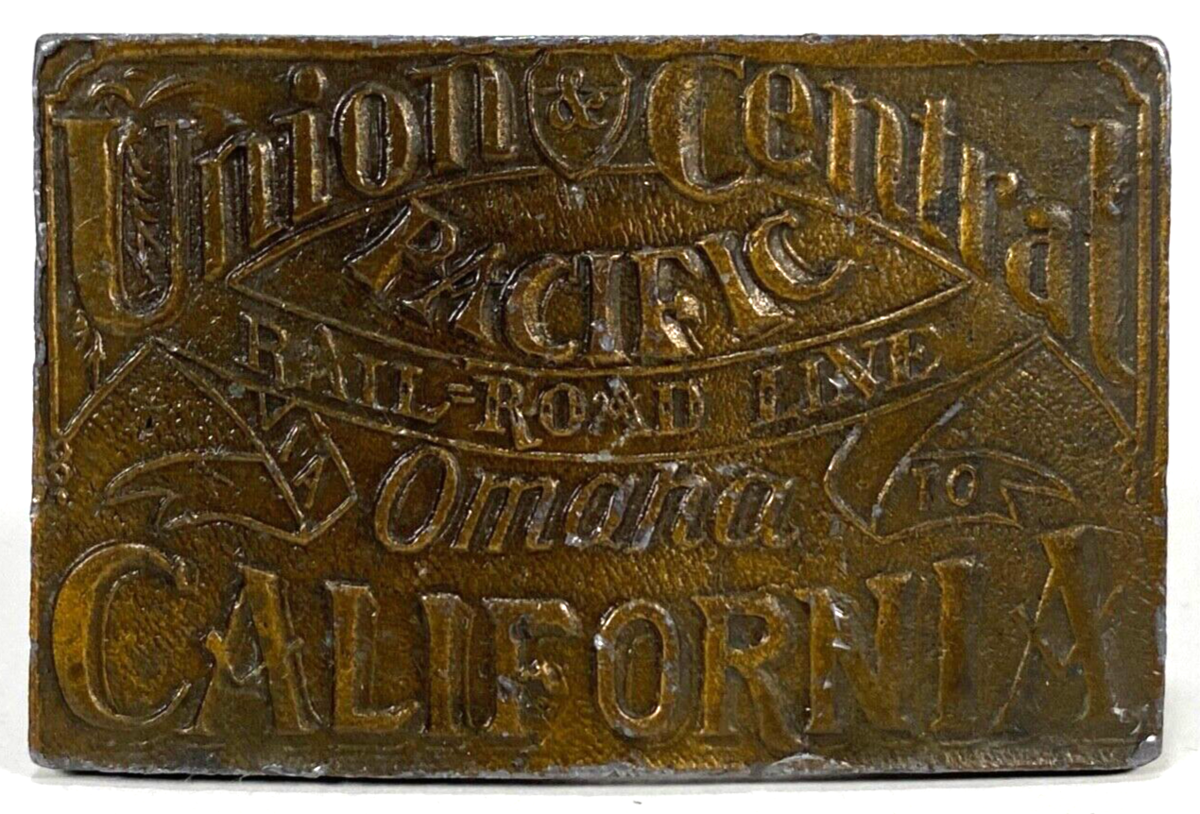 Union & Central
PACIFIC
RAIL=ROAD LINE
VIA Omaha TO
CALIFORNIA